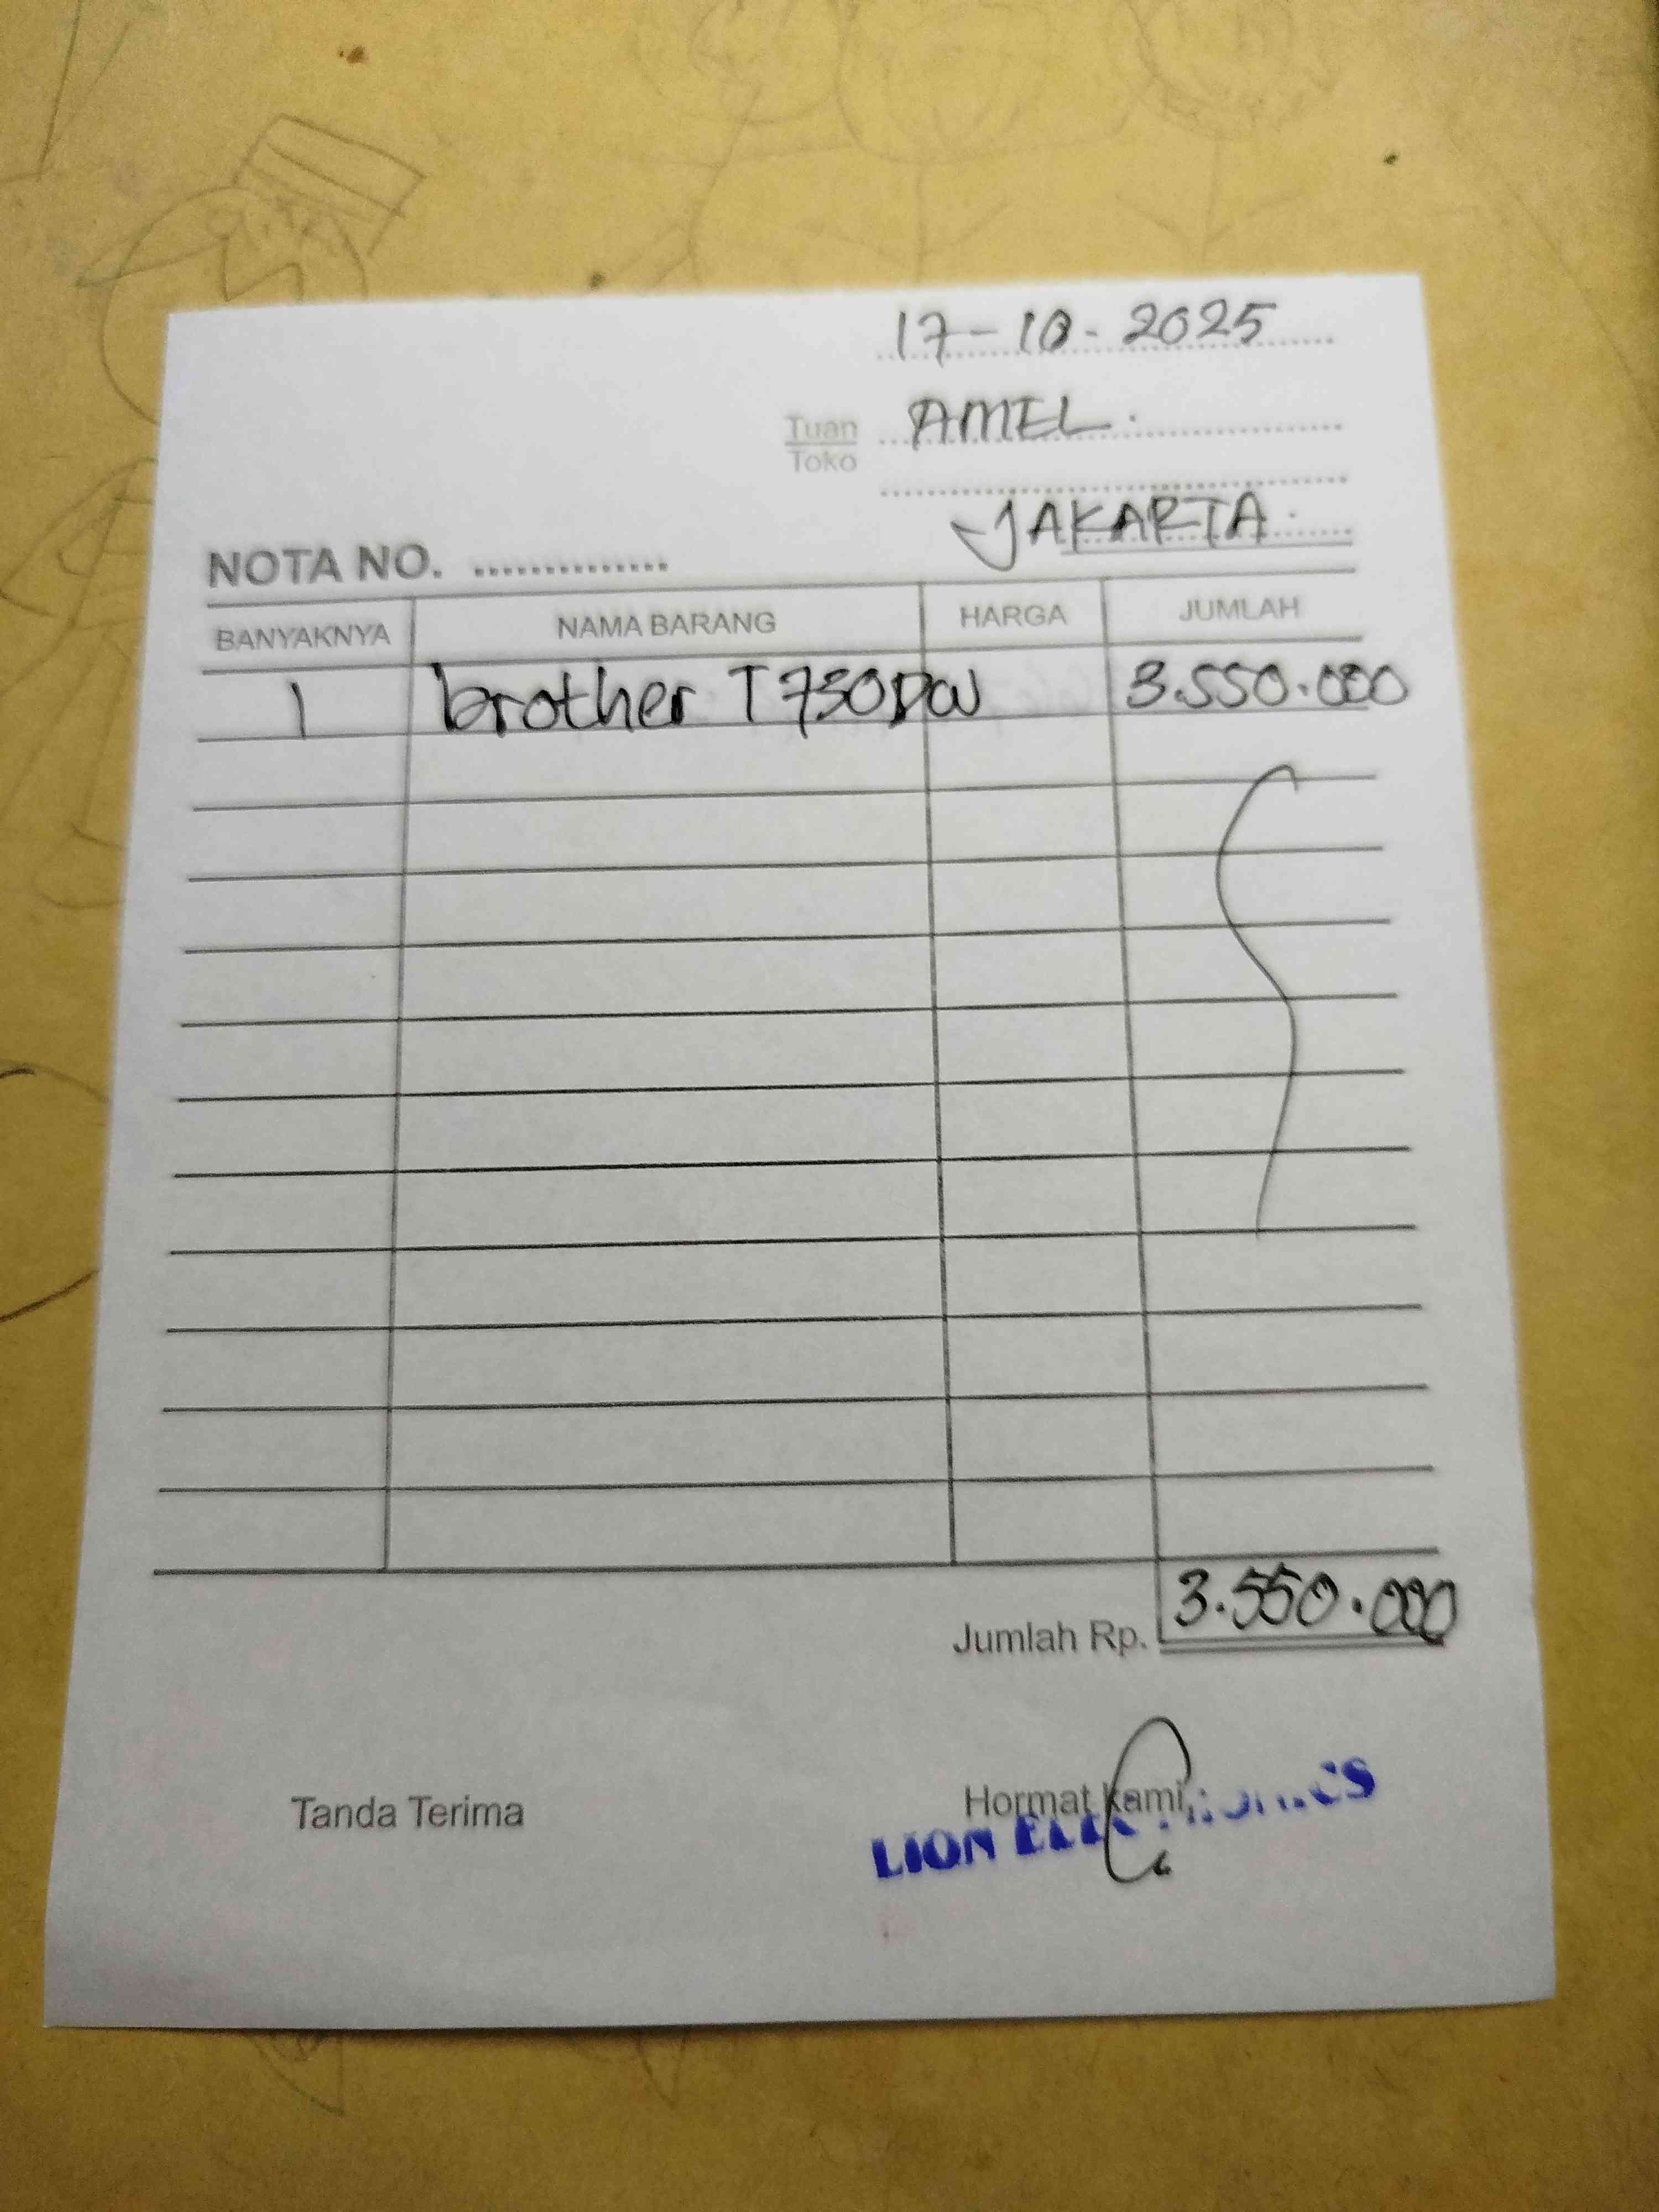 17-10-2025
Tuan AMEL.
Toko
JAKARTA.
NOTA NO. ..............
BANYAKNYA NAMA BARANG HARGA JUMLAH
1 brother T730DW 3.550.000
Jumlah Rp. 3.550.000
Tanda Terima Hormat kami,
LION ELECTRONICS